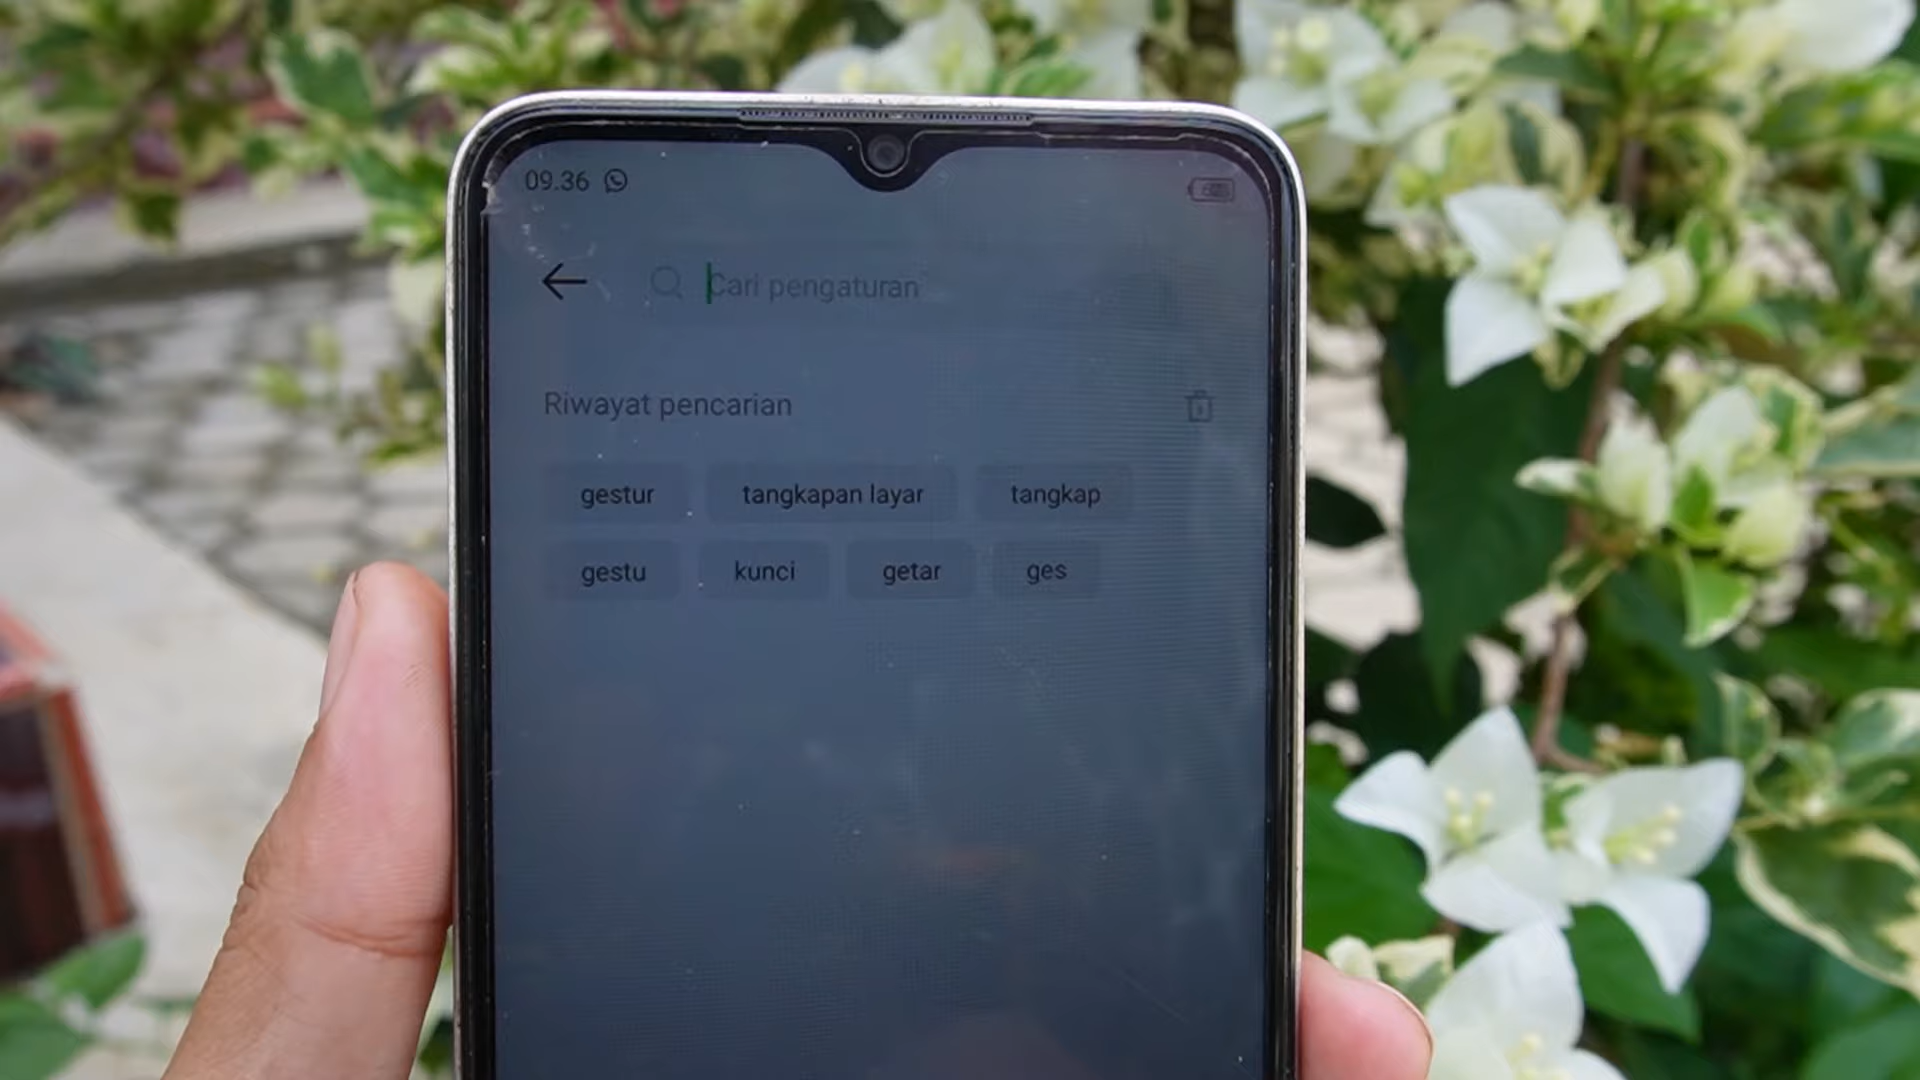 09.36
Cari pengaturan
Riwayat pencarian
gestur tangkapan layar tangkap
gestu kunci getar ges